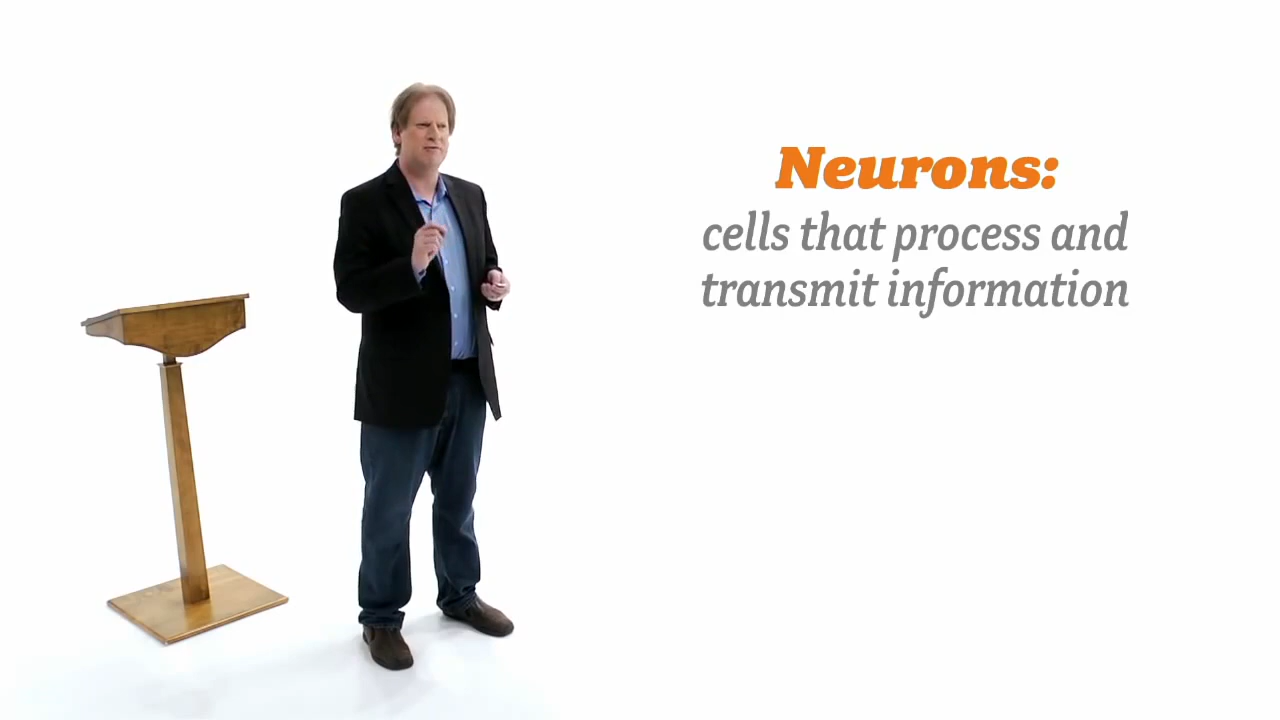 Neurons:
cells that process and
transmit information